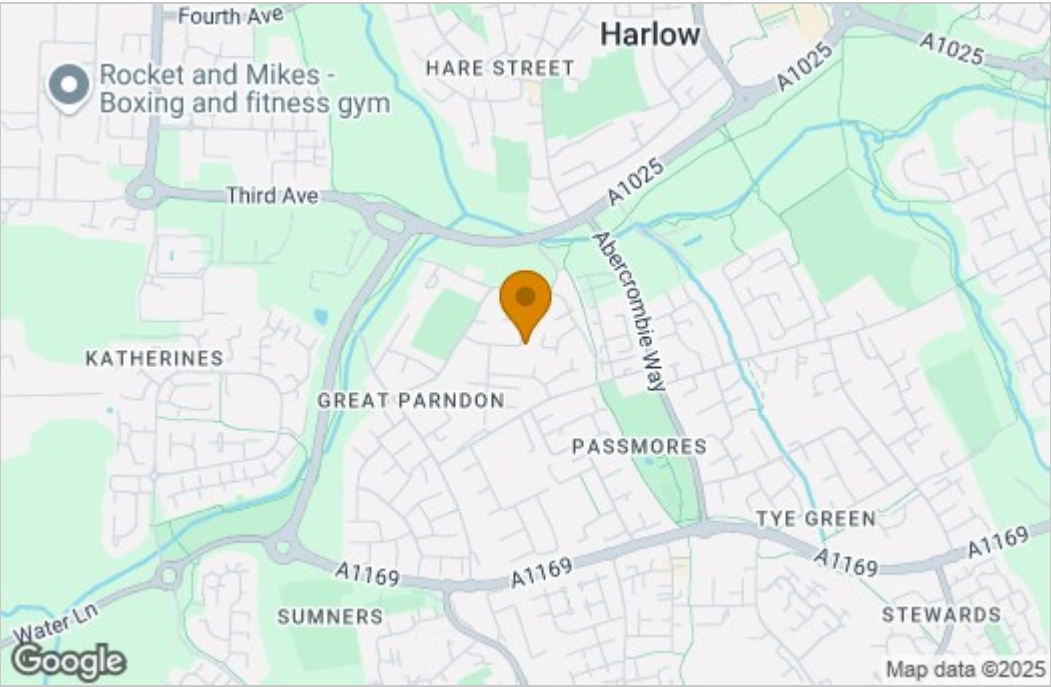 Fourth Ave
Harlow
A1025
A1025
HARE STREET
Rocket and Mikes -
Boxing and fitness gym
Third Ave
A1025
Abercrombie Way
KATHERINES
GREAT PARNDON
PASSMORES
TYE GREEN
A1169
A1169
A1169
A1169
SUMNERS
STEWARDS
Water Ln
Google
Map data ©2025